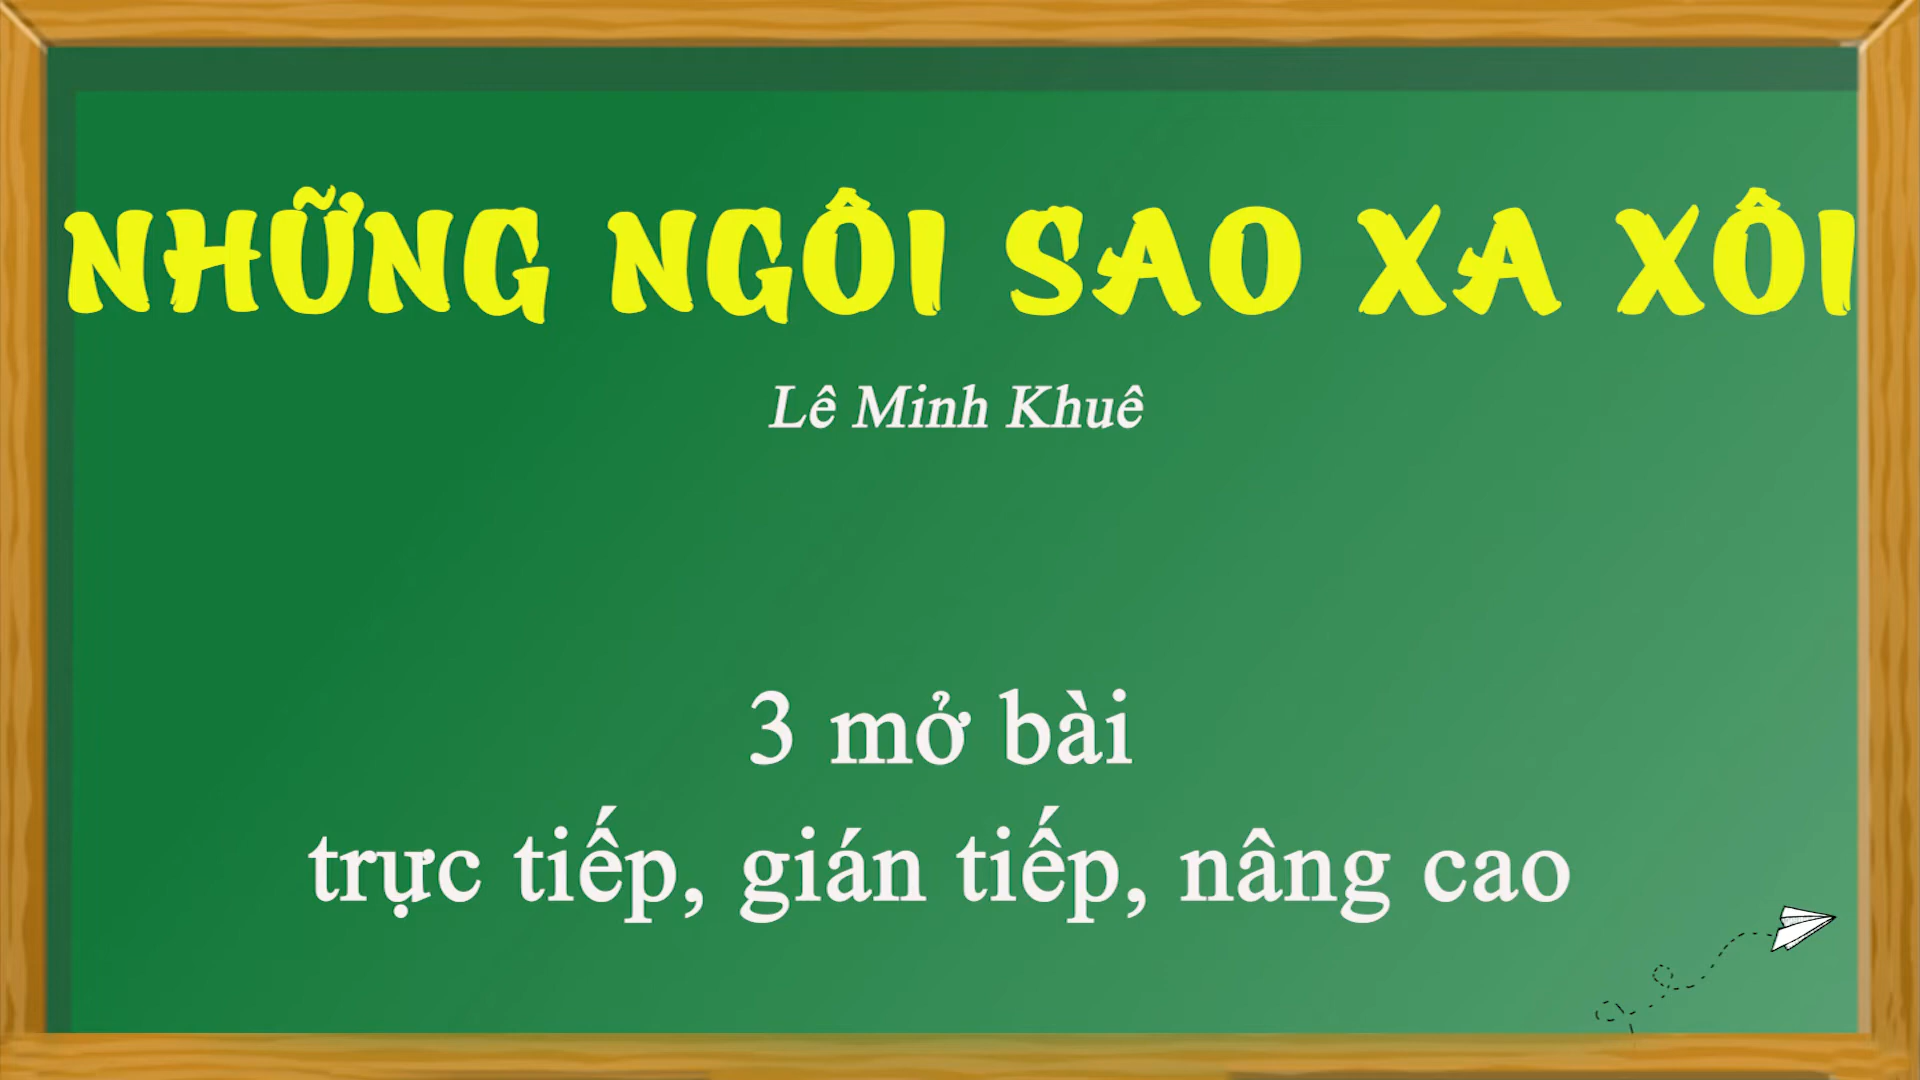 NHỮNG NGÔI SAO XA XÔI
Lê Minh Khuê
3 mở bài
trực tiếp, gián tiếp, nâng cao